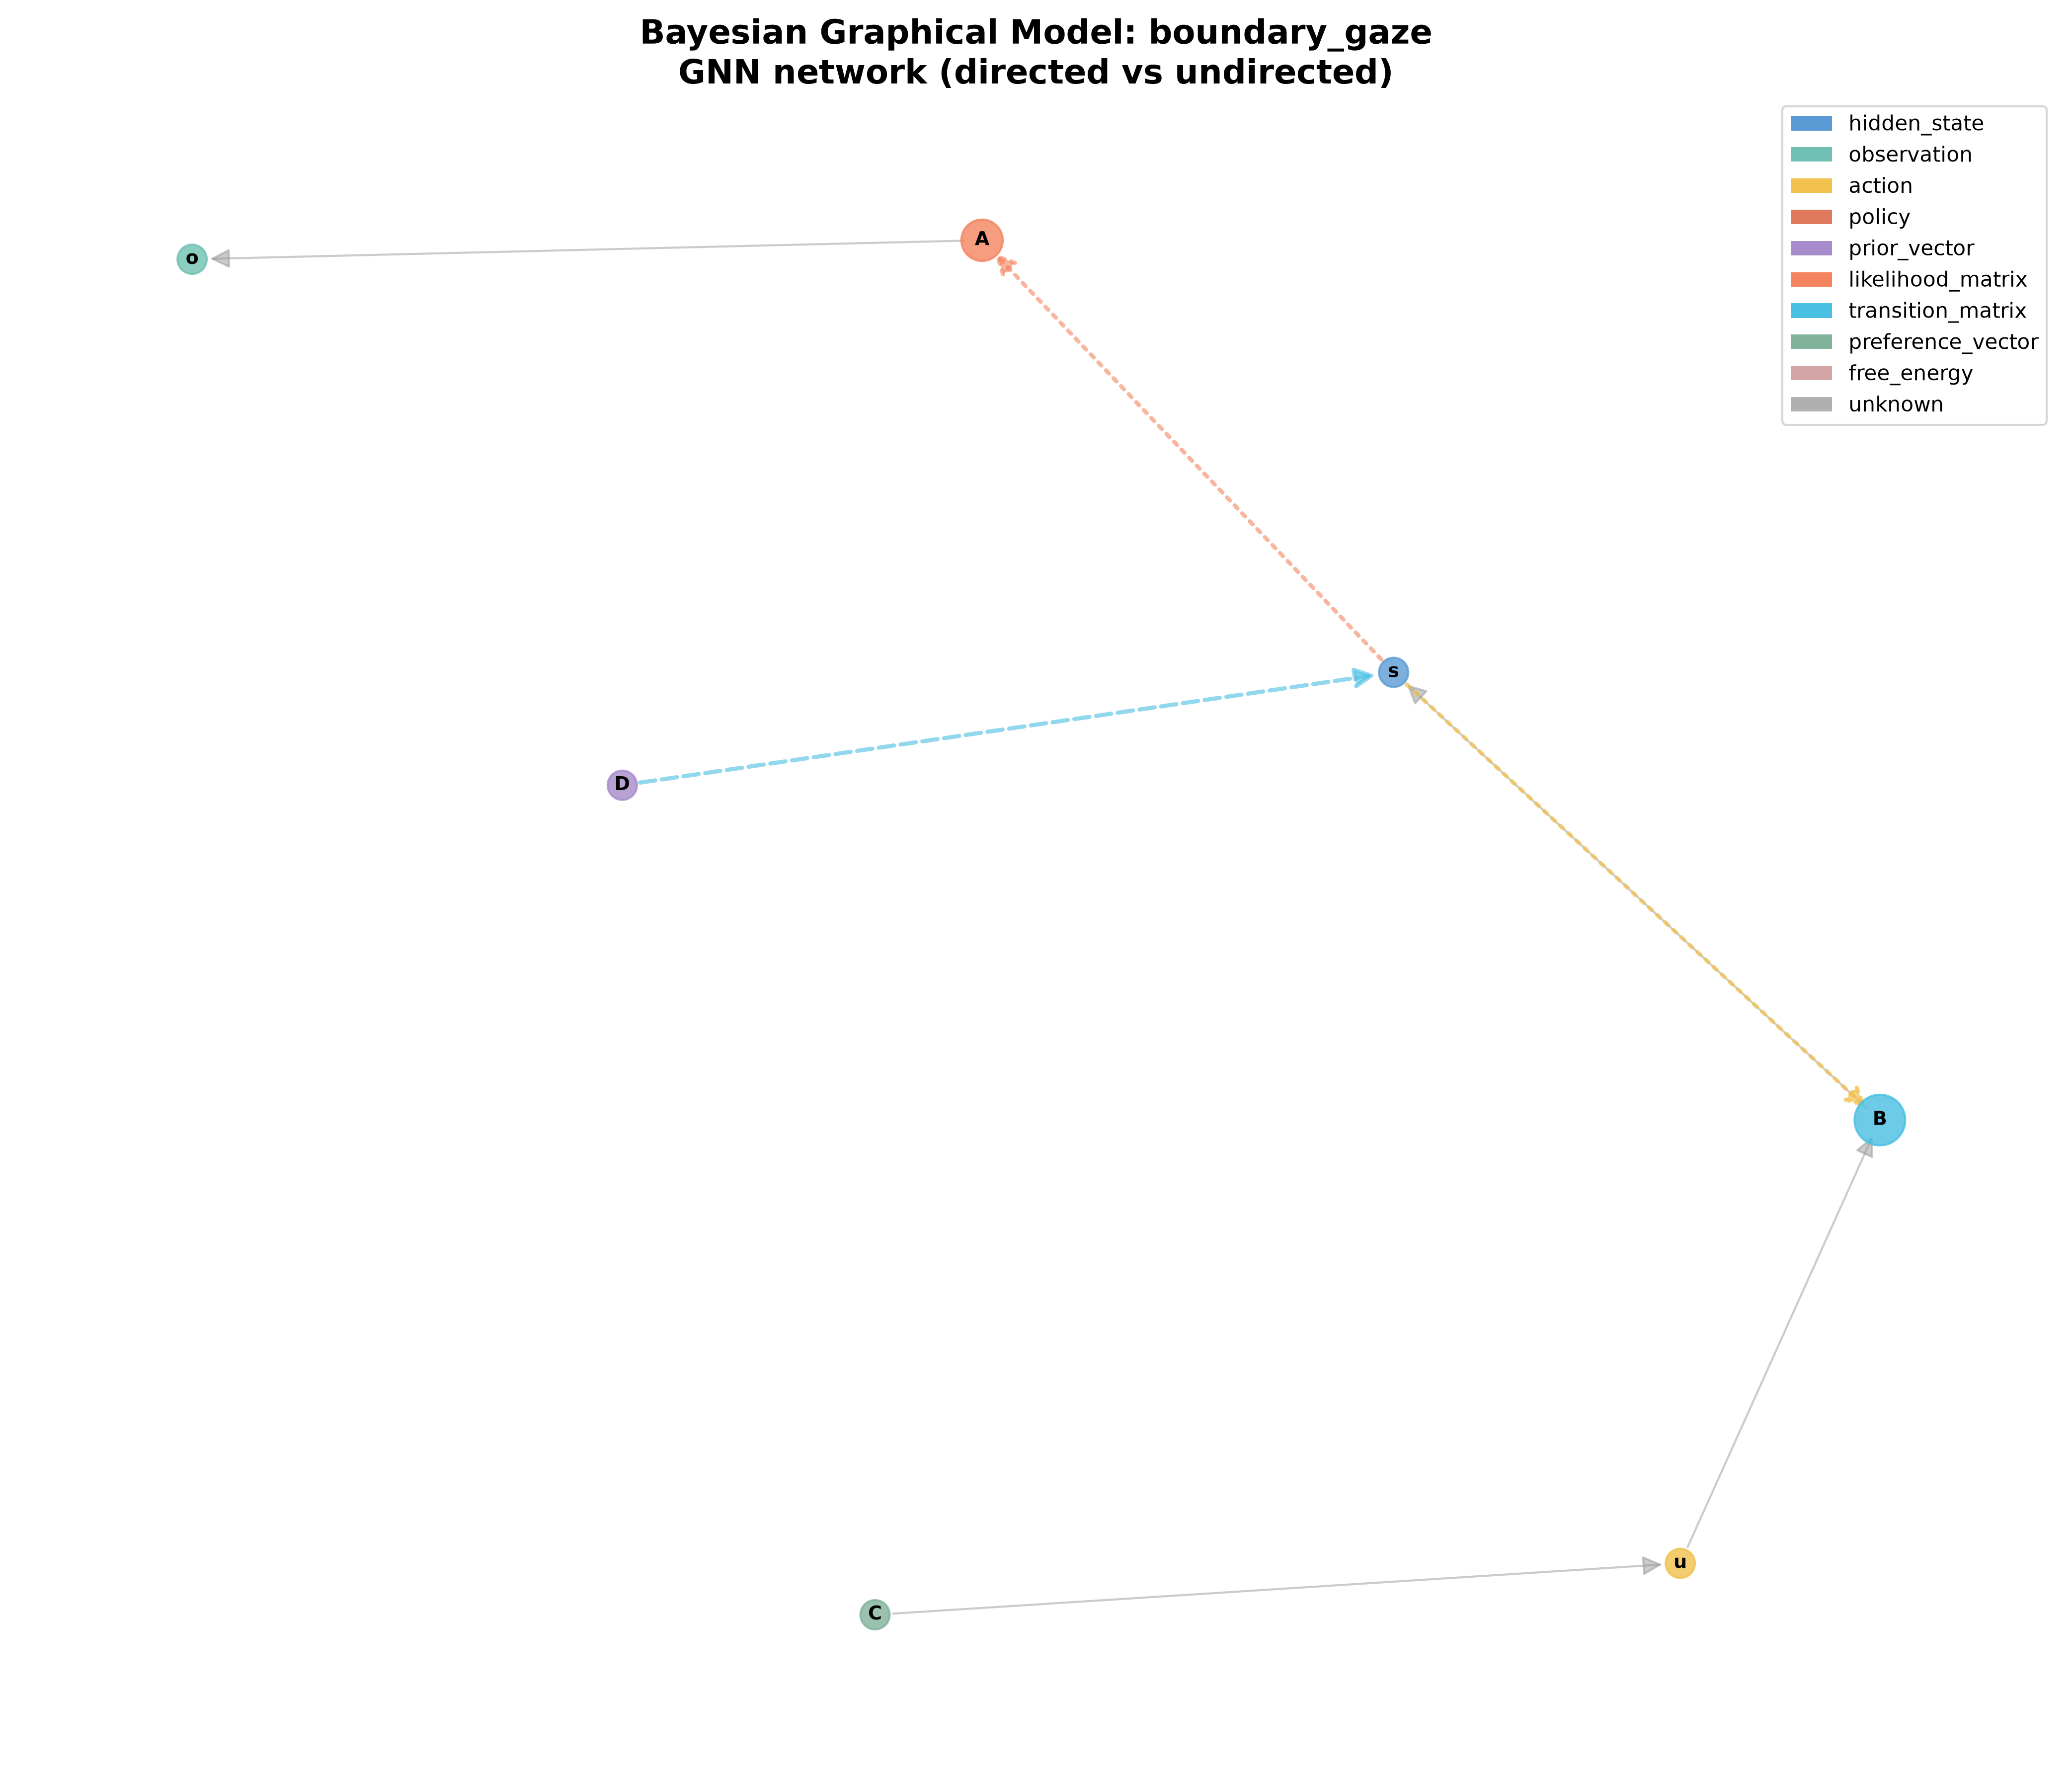 Bayesian Graphical Model: boundary_gaze
GNN network (directed vs undirected)
hidden_state
observation
action
policy
prior_vector
likelihood_matrix
transition_matrix
preference_vector
free_energy
unknown
A
o
s
D
B
u
C